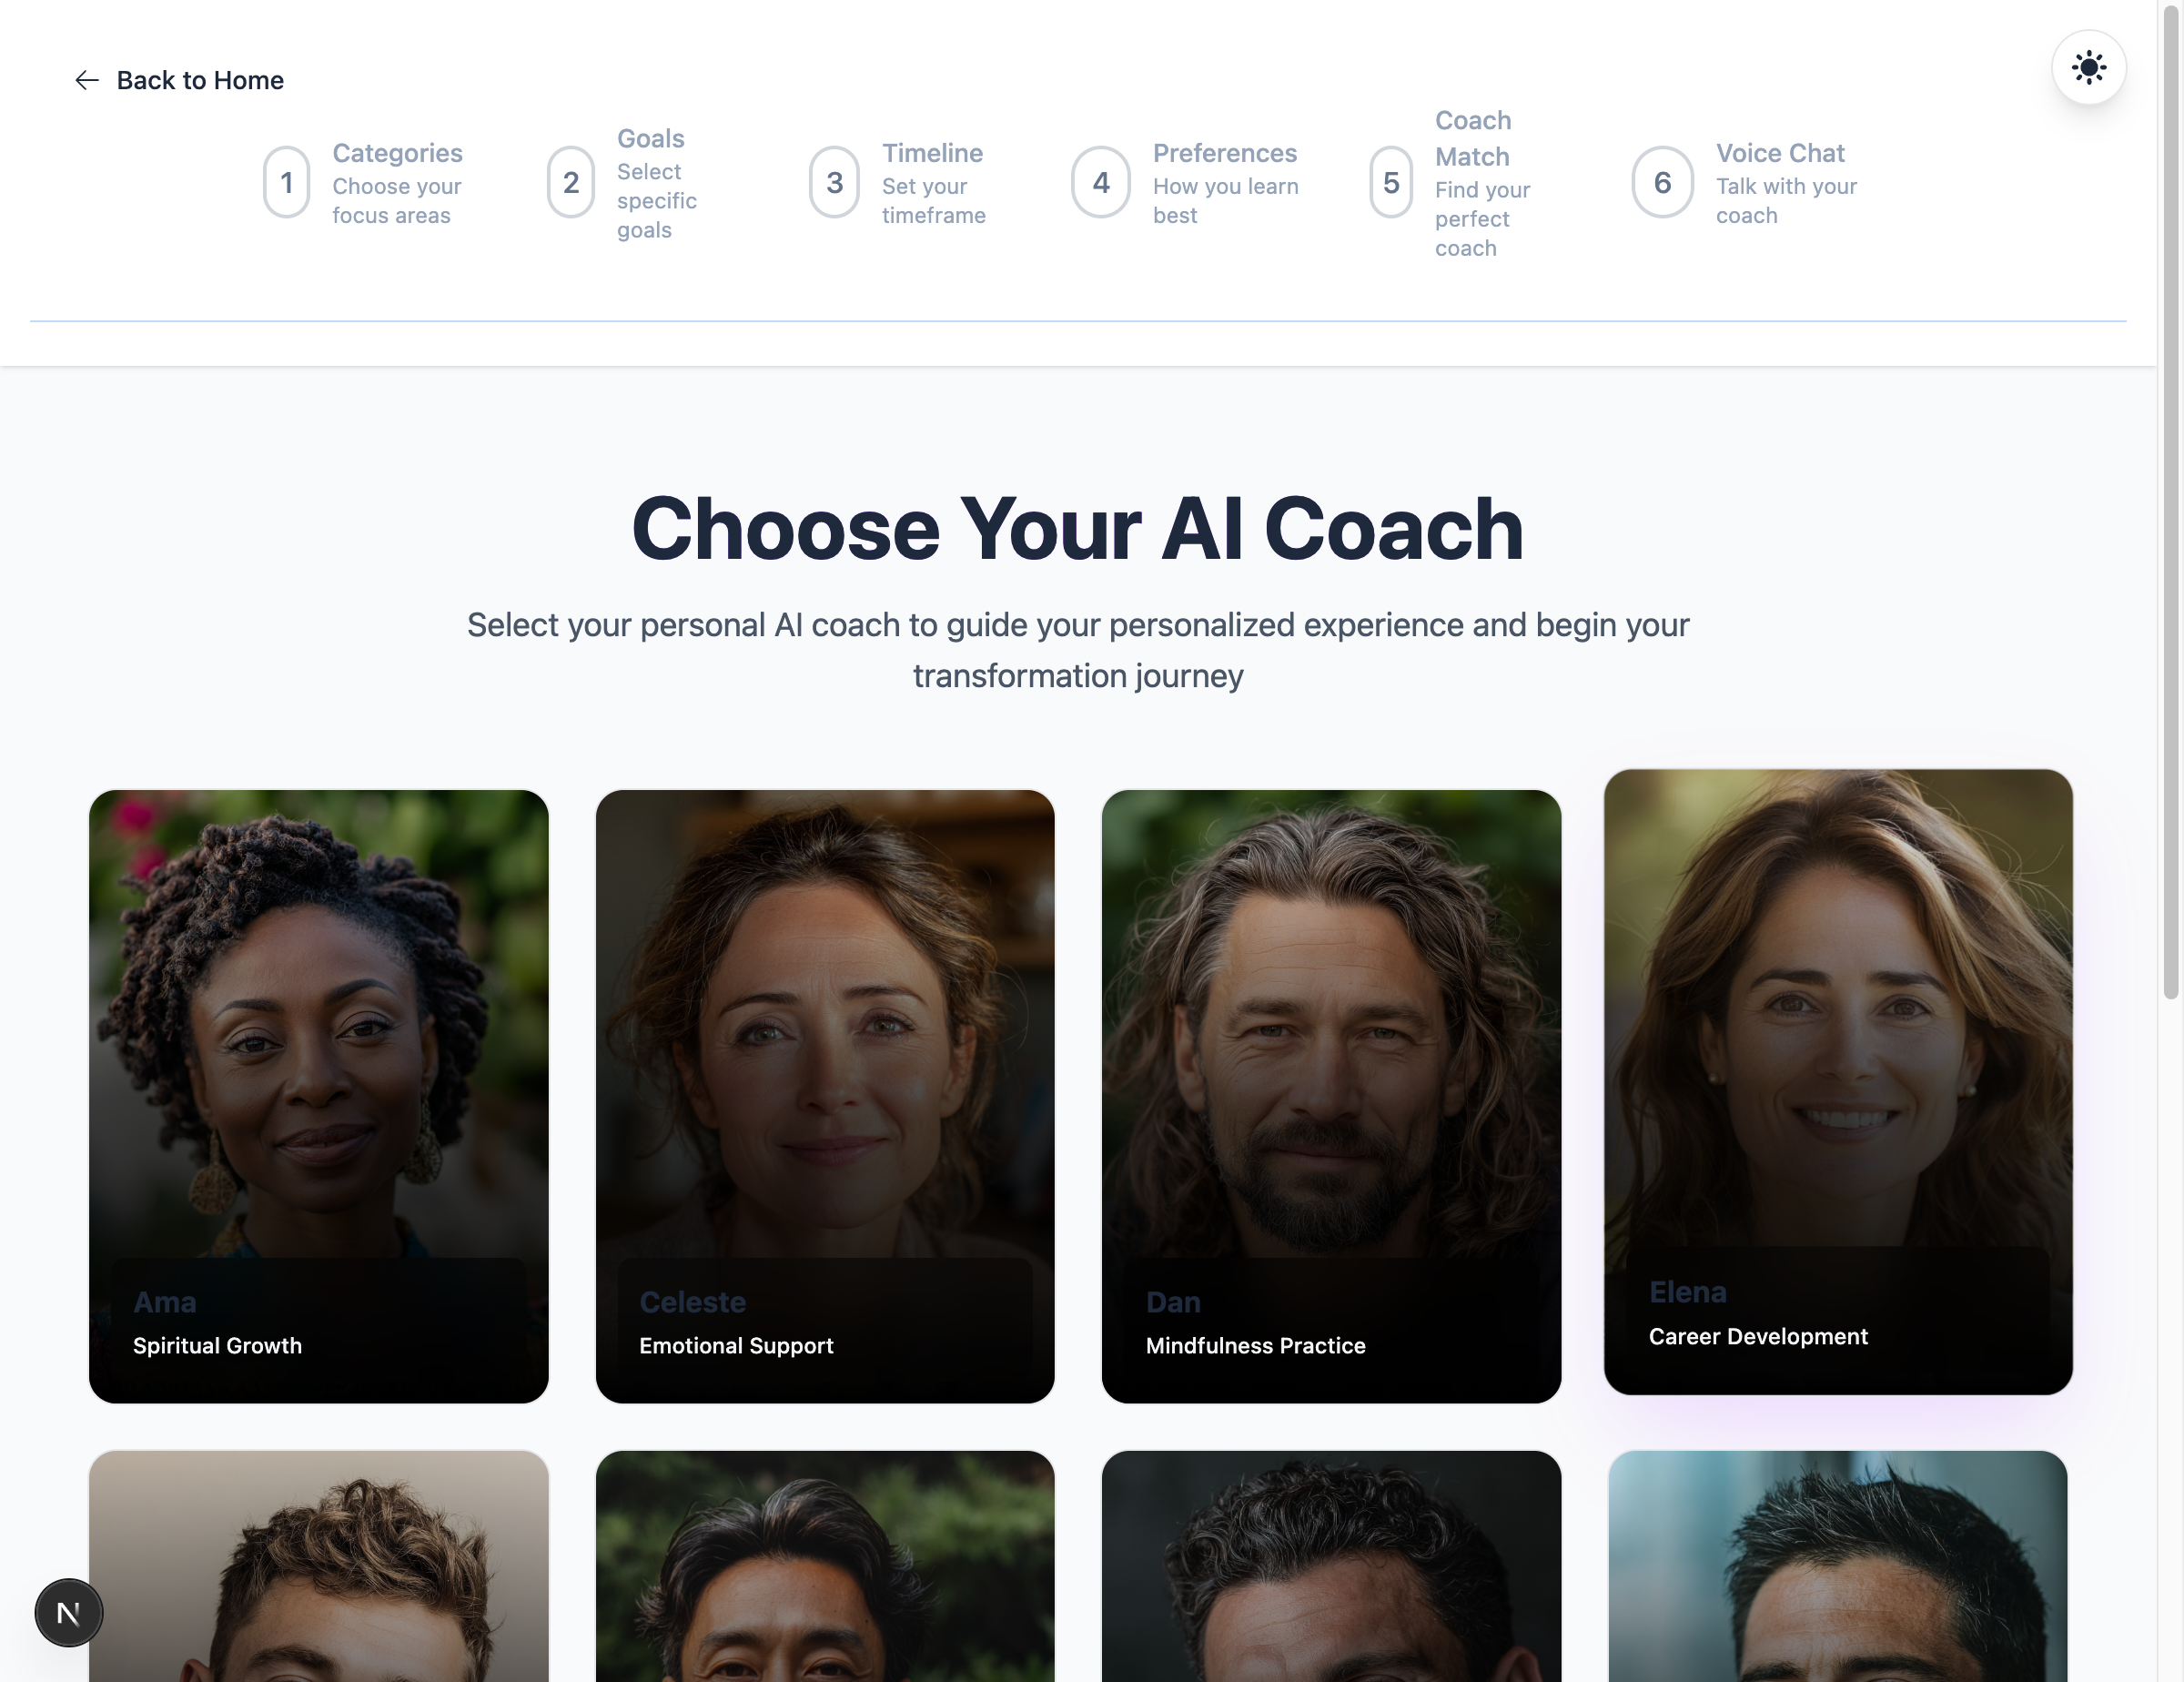 Back to Home
1
Categories
Choose your
focus areas
2
Goals
Select
specific
goals
3
Timeline
Set your
timeframe
4
Preferences
How you learn
best
5
Coach
Match
Find your
perfect
coach
6
Voice Chat
Talk with your
coach
Choose Your AI Coach
Select your personal AI coach to guide your personalized experience and begin your
transformation journey
Ama
Spiritual Growth
Celeste
Emotional Support
Dan
Mindfulness Practice
Elena
Career Development
N